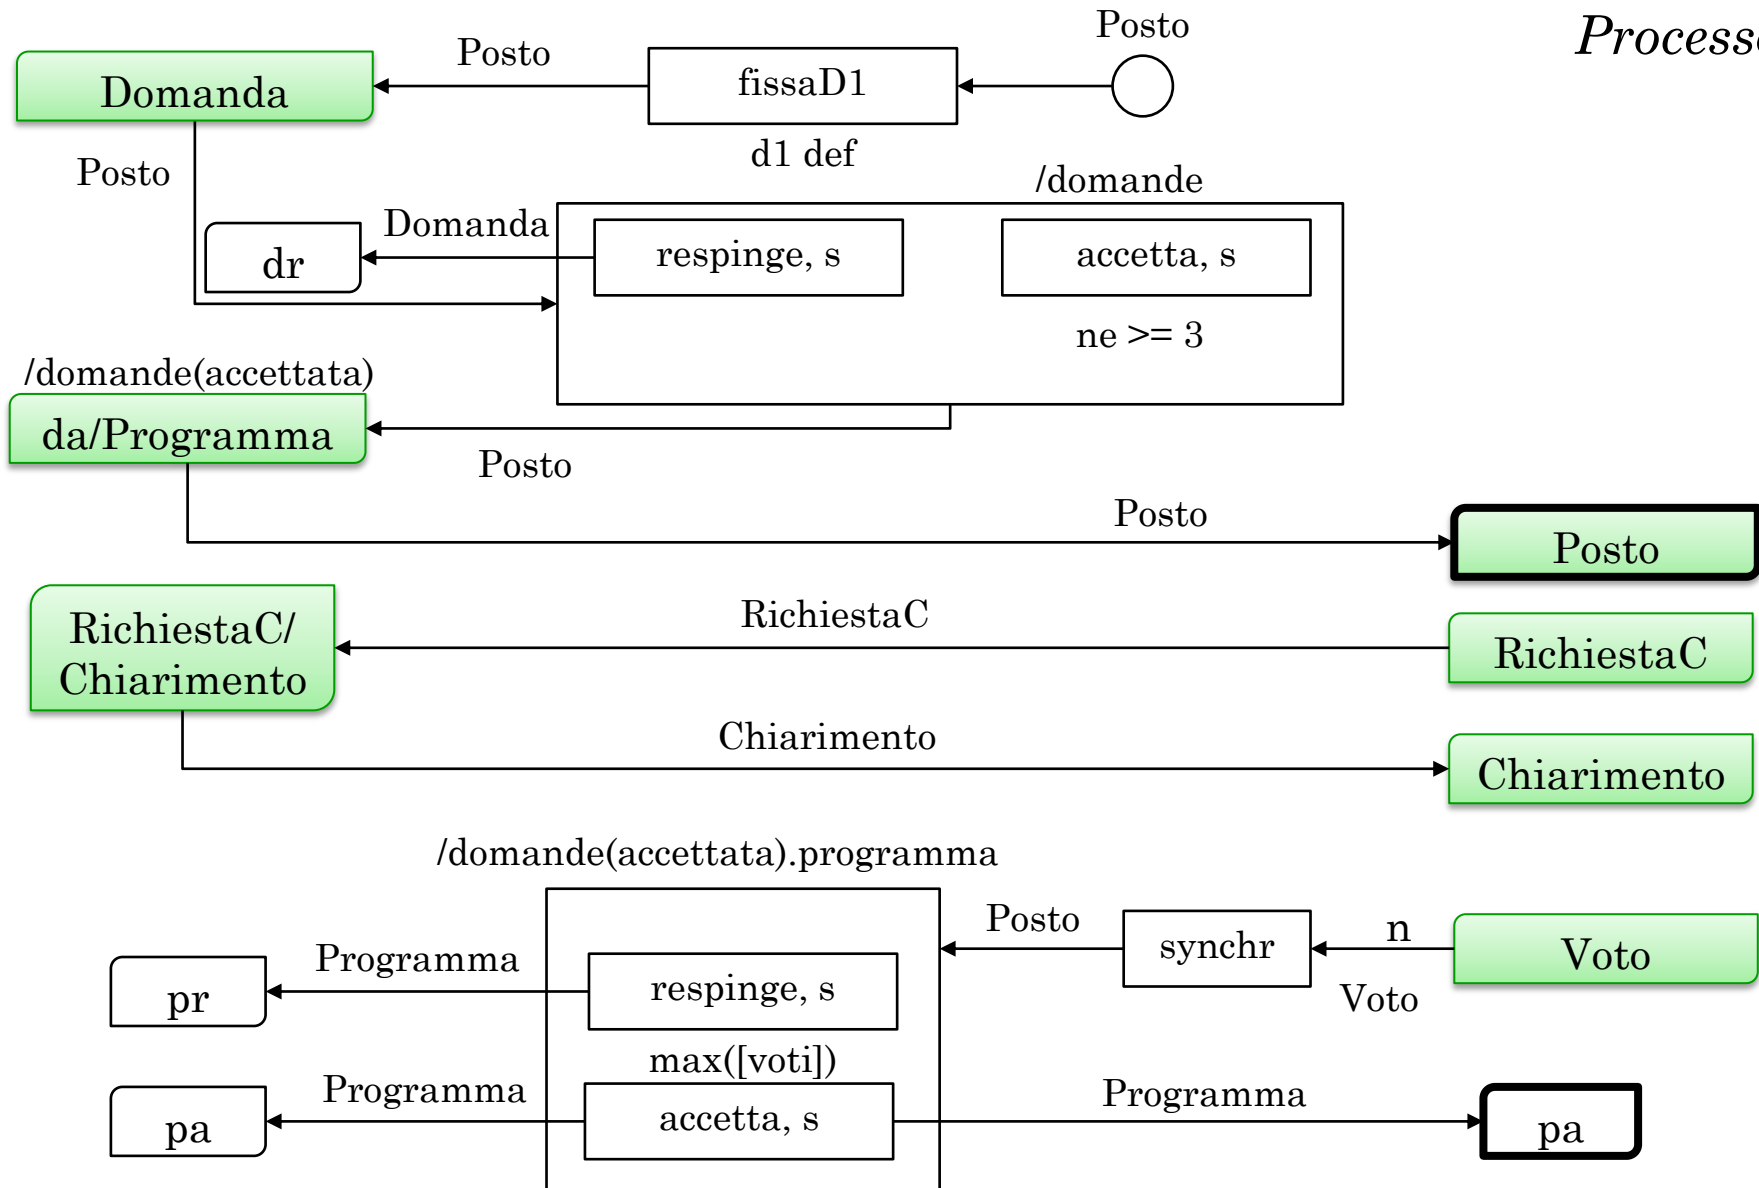 Posto
Process
Posto
Domanda
fissaD1
d1 def
Posto
/domande
Domanda
respinge, s
accetta, s
dr
ne >= 3
/domande(accettata)
da/Programma
Posto
Posto
Posto
RichiestaC/
Chiarimento
RichiestaC
RichiestaC
Chiarimento
Chiarimento
/domande(accettata).programma
Posto
synchr
n
Voto
Voto
Programma
pr
respinge, s
max([voti])
Programma
pa
accetta, s
Programma
pa